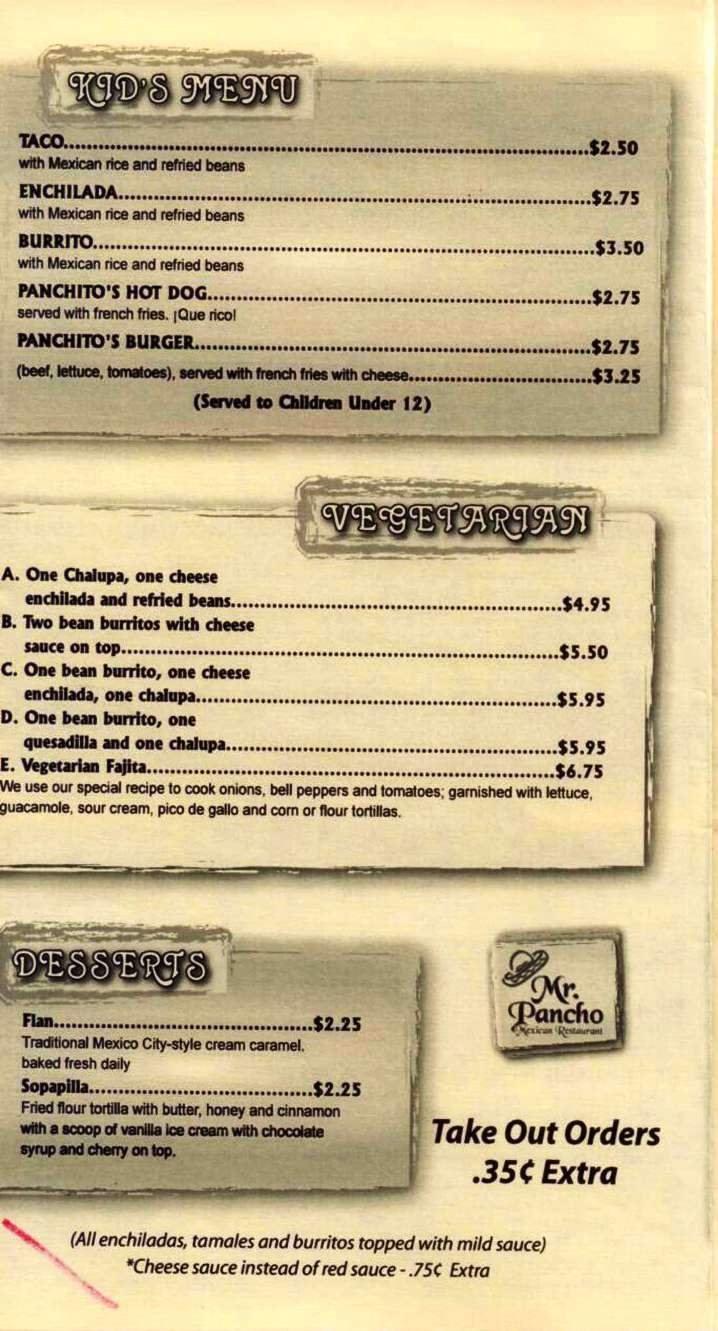 KID'S MENU
TACO........................................$2.50
with Mexican rice and refried beans
ENCHILADA........................................$2.75
with Mexican rice and refried beans
BURRITO........................................$3.50
with Mexican rice and refried beans
PANCHITO'S HOT DOG........................................$2.75
served with french fries. ¡Que rico!
PANCHITO'S BURGER........................................$2.75
(beef, lettuce, tomatoes), served with french fries with cheese........................................$3.25
(Served to Children Under 12)
VEGETARIAN
A. One Chalupa, one cheese
enchilada and refried beans........................................$4.95
B. Two bean burritos with cheese
sauce on top........................................$5.50
C. One bean burrito, one cheese
enchilada, one chalupa........................................$5.95
D. One bean burrito, one
quesadilla and one chalupa........................................$5.95
E. Vegetarian Fajita........................................$6.75
We use our special recipe to cook onions, bell peppers and tomatoes; garnished with lettuce,
guacamole, sour cream, pico de gallo and corn or flour tortillas.
DESSERTS
Flan........................................$2.25
Traditional Mexico City-style cream caramel.
baked fresh daily
Sopapilla........................................$2.25
Fried flour tortilla with butter, honey and cinnamon
with a scoop of vanilla ice cream with chocolate
syrup and cherry on top.
Mr.
Pancho
Mexican Restaurant
Take Out Orders
.35¢ Extra
(All enchiladas, tamales and burritos topped with mild sauce)
*Cheese sauce instead of red sauce - .75¢ Extra